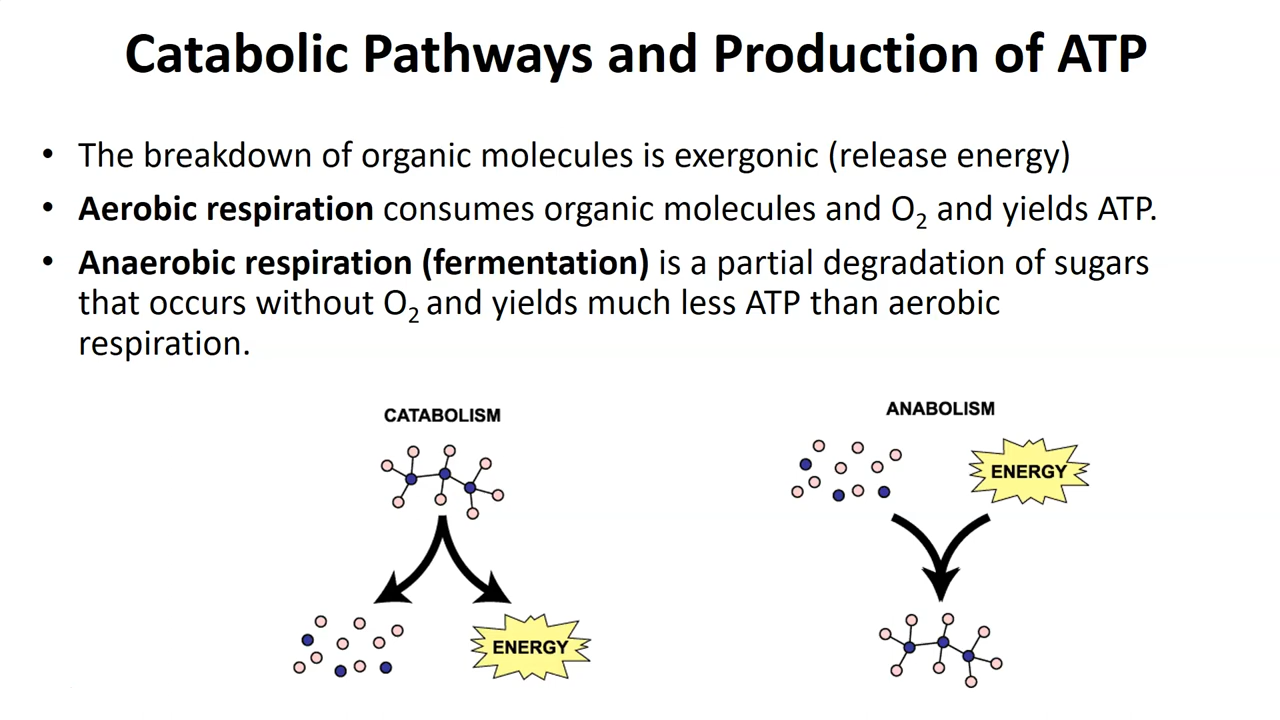 Catabolic Pathways and Production of ATP
• The breakdown of organic molecules is exergonic (release energy)
• Aerobic respiration consumes organic molecules and O₂ and yields ATP.
• Anaerobic respiration (fermentation) is a partial degradation of sugars
that occurs without O₂ and yields much less ATP than aerobic
respiration.
CATABOLISM
ENERGY
ANABOLISM
ENERGY